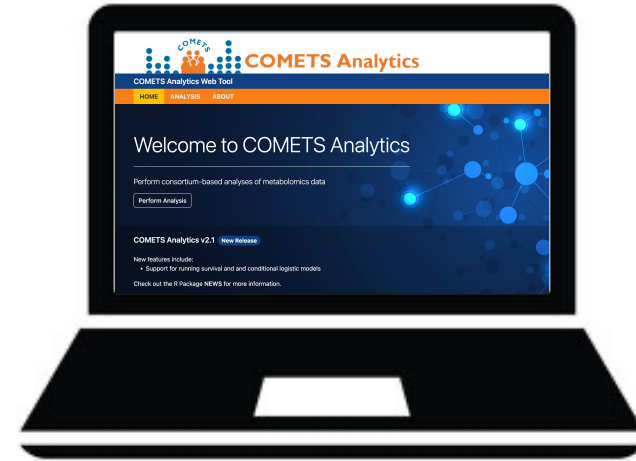 COMETS
COMETS Analytics
COMETS Analytics Web Tool
HOME ANALYSIS ABOUT
Welcome to COMETS Analytics
Perform consortium-based analyses of metabolomics data
Perform Analysis
COMETS Analytics v2.1 New Release
New features include:
• Support for running survival and and conditional logistic models
Check out the R Package NEWS for more information.